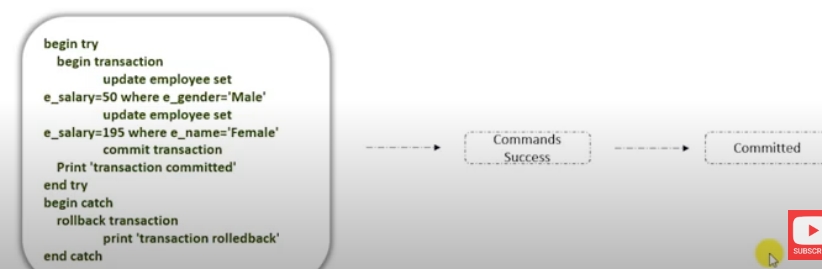 begin try
begin transaction
update employee set
e_salary=50 where e_gender='Male'
update employee set
e_salary=195 where e_name='Female'
commit transaction
Print 'transaction committed'
end try
begin catch
rollback transaction
print 'transaction rolledback'
end catch
Commands
Success
Committed
SUBSCR